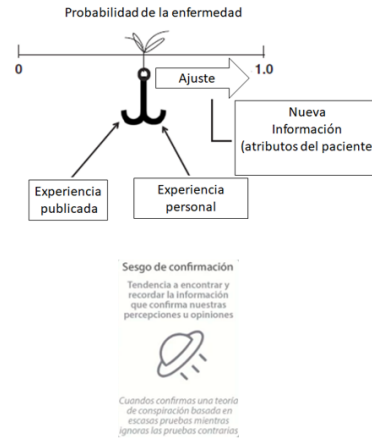 Probabilidad de la enfermedad
0
1.0
Ajuste
Nueva
Información
(atributos del paciente
Experiencia
publicada
Experiencia
personal
Sesgo de confirmación
Tendencia a encontrar y
recordar la información
que confirma nuestras
percepciones u opiniones
Cuandos confirmas una teoría
de conspiración basada en
escasas pruebas mientras
ignoras las pruebas contrarias